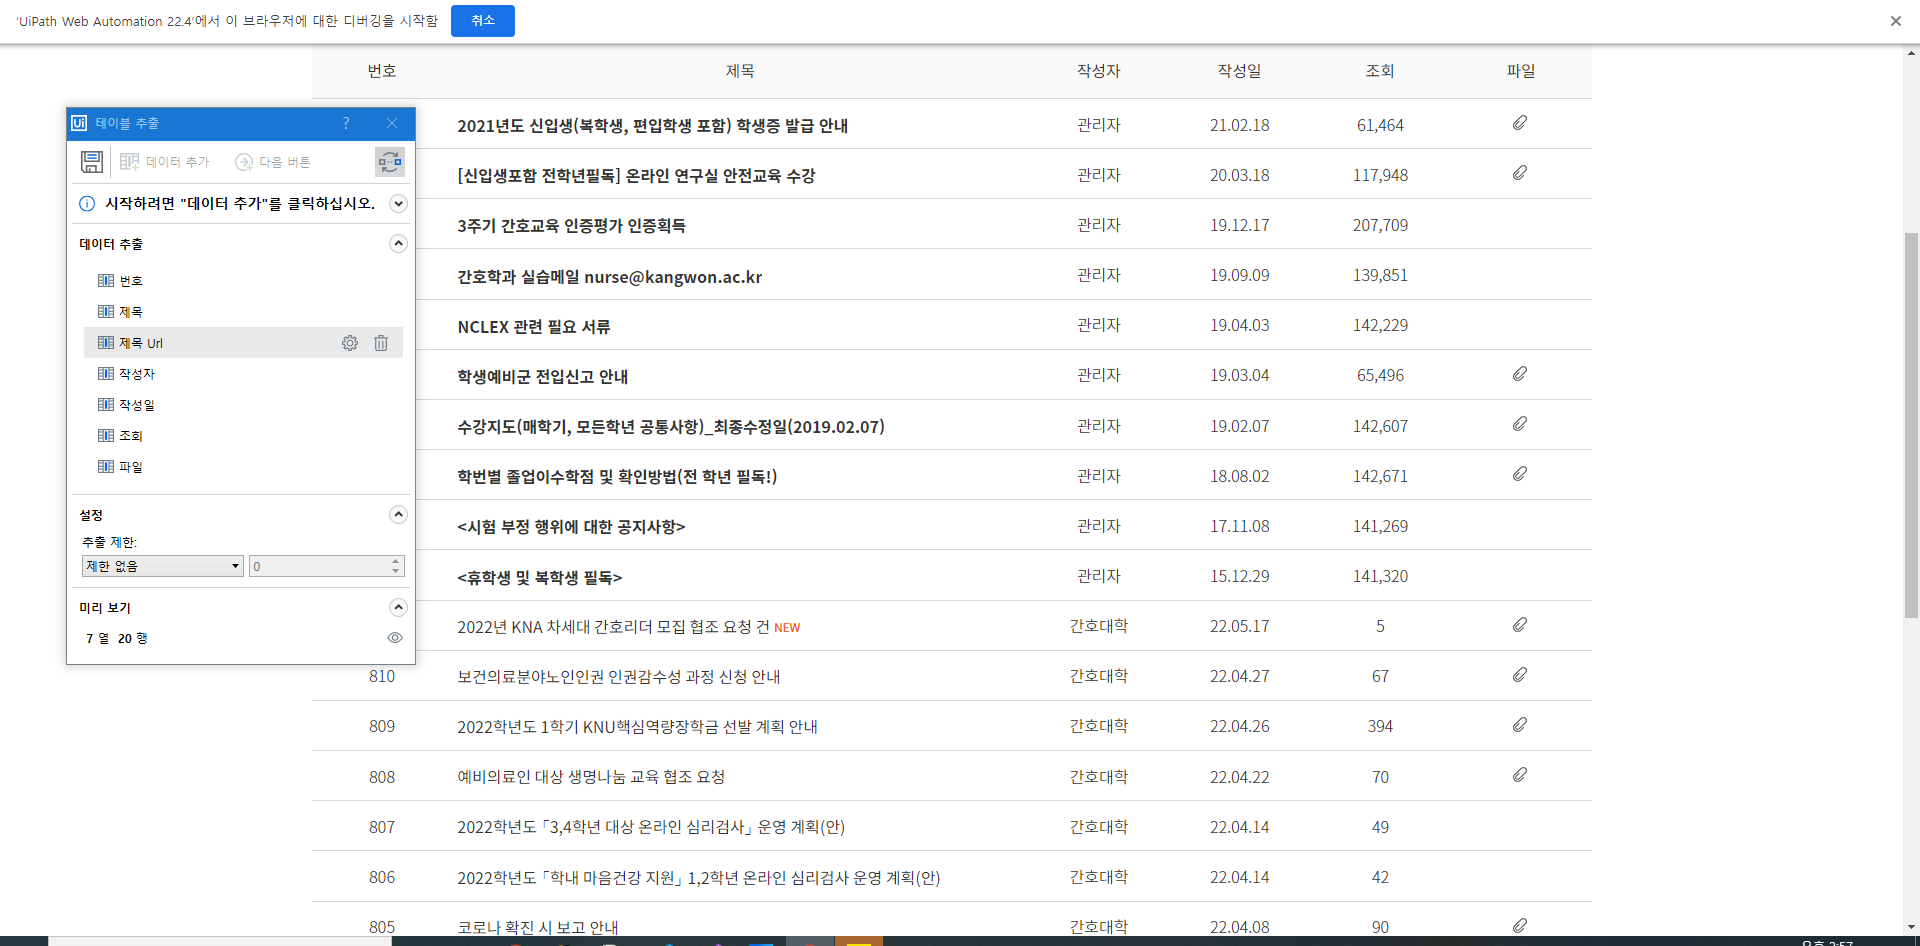 'UiPath Web Automation 22.4'에서 이 브라우저에 대한 디버깅을 시작함 취소
번호 제목 작성자 작성일 조회 파일
테이블 추출 ?
데이터 추가 다음 버튼
시작하려면 "데이터 추가"를 클릭하십시오.
데이터 추출
번호
제목
제목 Url
작성자
작성일
조회
파일
설정
추출 제한:
제한 없음 0
미리 보기
7 열 20 행
2021년도 신입생(복학생, 편입학생 포함) 학생증 발급 안내 관리자 21.02.18 61,464
[신입생포함 전학년필독] 온라인 연구실 안전교육 수강 관리자 20.03.18 117,948
3주기 간호교육 인증평가 인증획득 관리자 19.12.17 207,709
간호학과 실습메일 nurse@kangwon.ac.kr 관리자 19.09.09 139,851
NCLEX 관련 필요 서류 관리자 19.04.03 142,229
학생예비군 전입신고 안내 관리자 19.03.04 65,496
수강지도(매학기, 모든학년 공통사항)_최종수정일(2019.02.07) 관리자 19.02.07 142,607
학번별 졸업이수학점 및 확인방법(전 학년 필독!) 관리자 18.08.02 142,671
<시험 부정 행위에 대한 공지사항> 관리자 17.11.08 141,269
<휴학생 및 복학생 필독> 관리자 15.12.29 141,320
2022년 KNA 차세대 간호리더 모집 협조 요청 건 NEW 간호대학 22.05.17 5
810 보건의료분야노인인권 인권감수성 과정 신청 안내 간호대학 22.04.27 67
809 2022학년도 1학기 KNU핵심역량장학금 선발 계획 안내 간호대학 22.04.26 394
808 예비의료인 대상 생명나눔 교육 협조 요청 간호대학 22.04.22 70
807 2022학년도 ｢3,4학년 대상 온라인 심리검사｣ 운영 계획(안) 간호대학 22.04.14 49
806 2022학년도 ｢학내 마음건강 지원｣ 1,2학년 온라인 심리검사 운영 계획(안) 간호대학 22.04.14 42
805 코로나 확진 시 보고 안내 간호대학 22.04.08 90